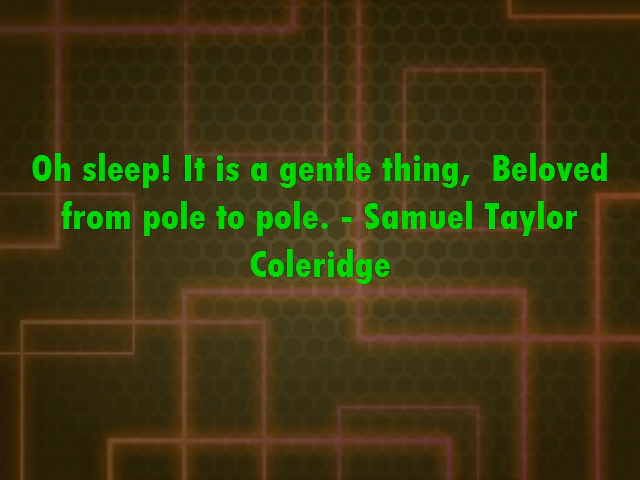 Oh sleep! It is a gentle thing,  Beloved
from pole to pole. - Samuel Taylor
Coleridge